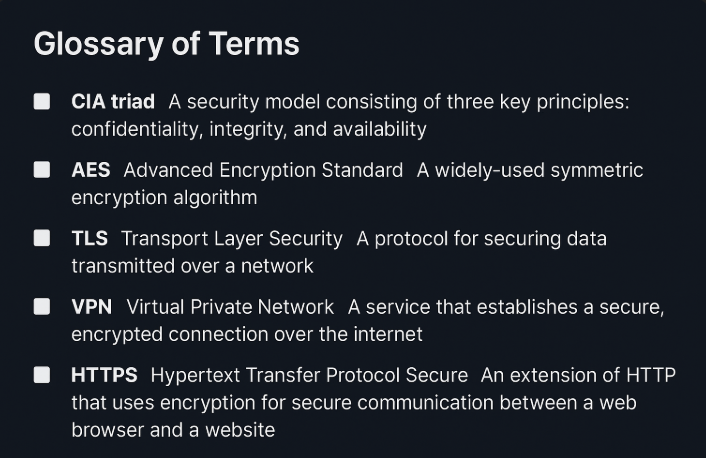 Glossary of Terms
CIA triad A security model consisting of three key principles:
confidentiality, integrity, and availability
AES Advanced Encryption Standard A widely-used symmetric
encryption algorithm
TLS Transport Layer Security A protocol for securing data
transmitted over a network
VPN Virtual Private Network A service that establishes a secure,
encrypted connection over the internet
HTTPS Hypertext Transfer Protocol Secure An extension of HTTP
that uses encryption for secure communication between a web
browser and a website